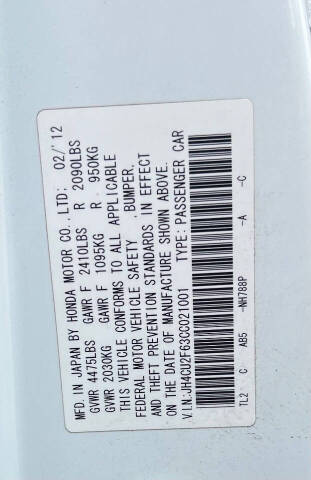 MFD. IN JAPAN BY HONDA MOTOR CO.,LTD; 02/'12
GVWR 4475LBS GAWR F 2410LBS R 2090LBS
GVWR 2030KG GAWR F 1095KG R 950KG
THIS VEHICLE CONFORMS TO ALL APPLICABLE
FEDERAL MOTOR VEHICLE SAFETY ,BUMPER,
AND THEFT PREVENTION STANDARDS IN EFFECT
ON THE DATE OF MANUFACTURE SHOWN ABOVE.
V.I.N:JH4CU2F63CC021001 TYPE:PASSENGER CAR
TL2 C AB5 -NH788P -A -C